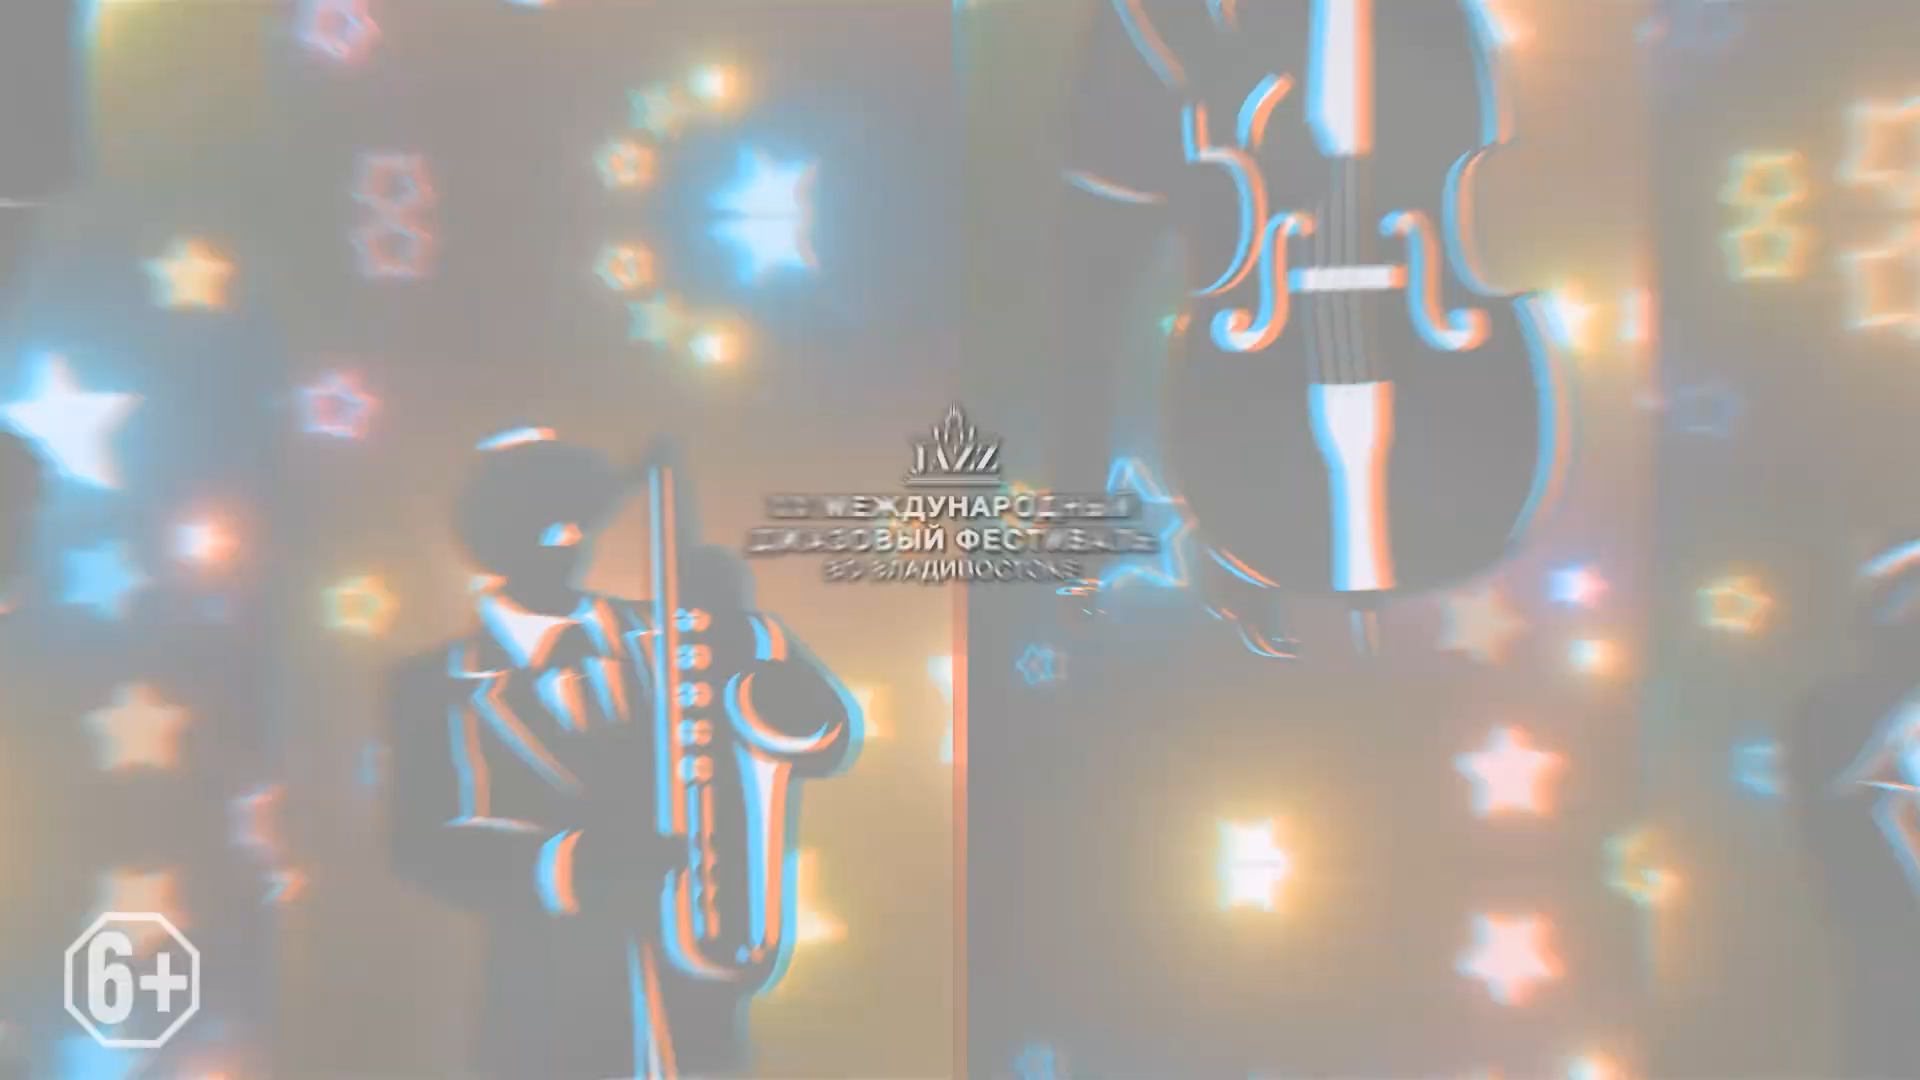 JAZZ
МЕЖДУНАРОДНЫЙ
ДЖАЗОВЫЙ ФЕСТИВАЛЬ
ВО ВЛАДИВОСТОКЕ
6+